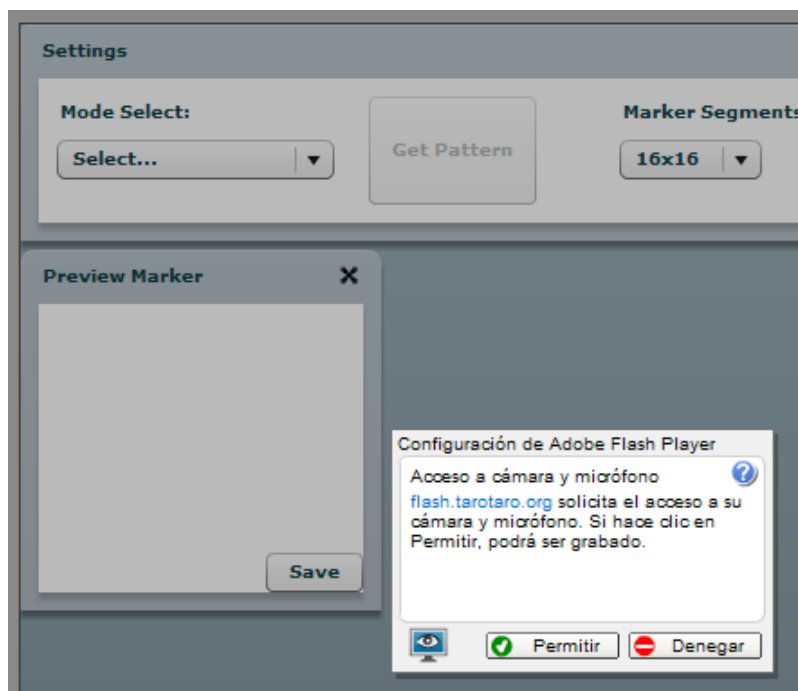 Settings
Mode Select:
Select...
Get Pattern
Marker Segments
16x16
Preview Marker
Save
Configuración de Adobe Flash Player
Acceso a cámara y micrófono
flash.tarotaro.org solicita el acceso a su
cámara y micrófono. Si hace clic en
Permitir, podrá ser grabado.
Permitir
Denegar